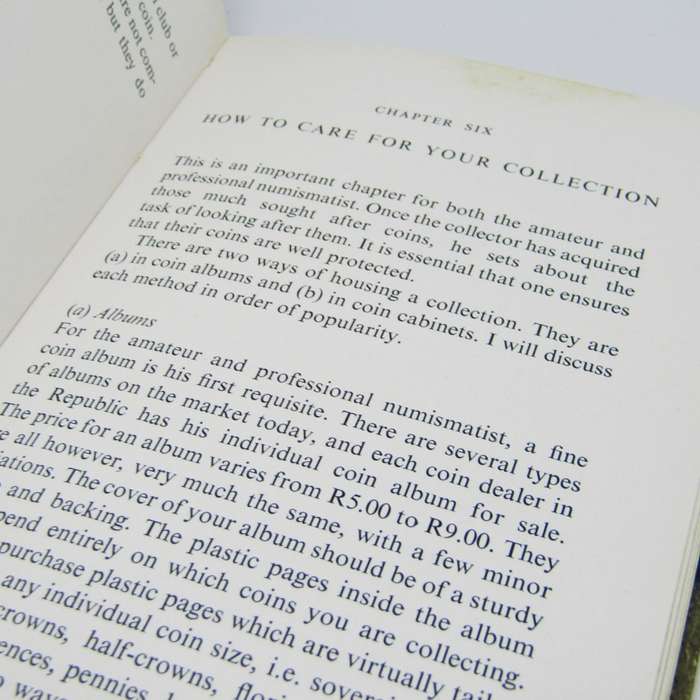 club or
coin.
are not com-
but they do
CHAPTER SIX
HOW TO CARE FOR YOUR COLLECTION
This is an important chapter for both the amateur and
professional numismatist. Once the collector has acquired
those much sought after coins, he sets about the
task of looking after them. It is essential that one ensures
that their coins are well protected.
There are two ways of housing a collection. They are
(a) in coin albums and (b) in coin cabinets. I will discuss
each method in order of popularity.
(a) Albums
For the amateur and professional numismatist, a fine
coin album is his first requisite. There are several types
of albums on the market today, and each coin dealer in
the Republic has his individual coin album for sale.
The price for an album varies from R5.00 to R9.00. They
all however, very much the same, with a few minor
The cover of your album should be of a sturdy
and backing. The plastic pages inside the album
entirely on which coins you are collecting.
purchase plastic pages which are virtually
any individual coin size, i.e.
crowns, half-crowns,
pennies,